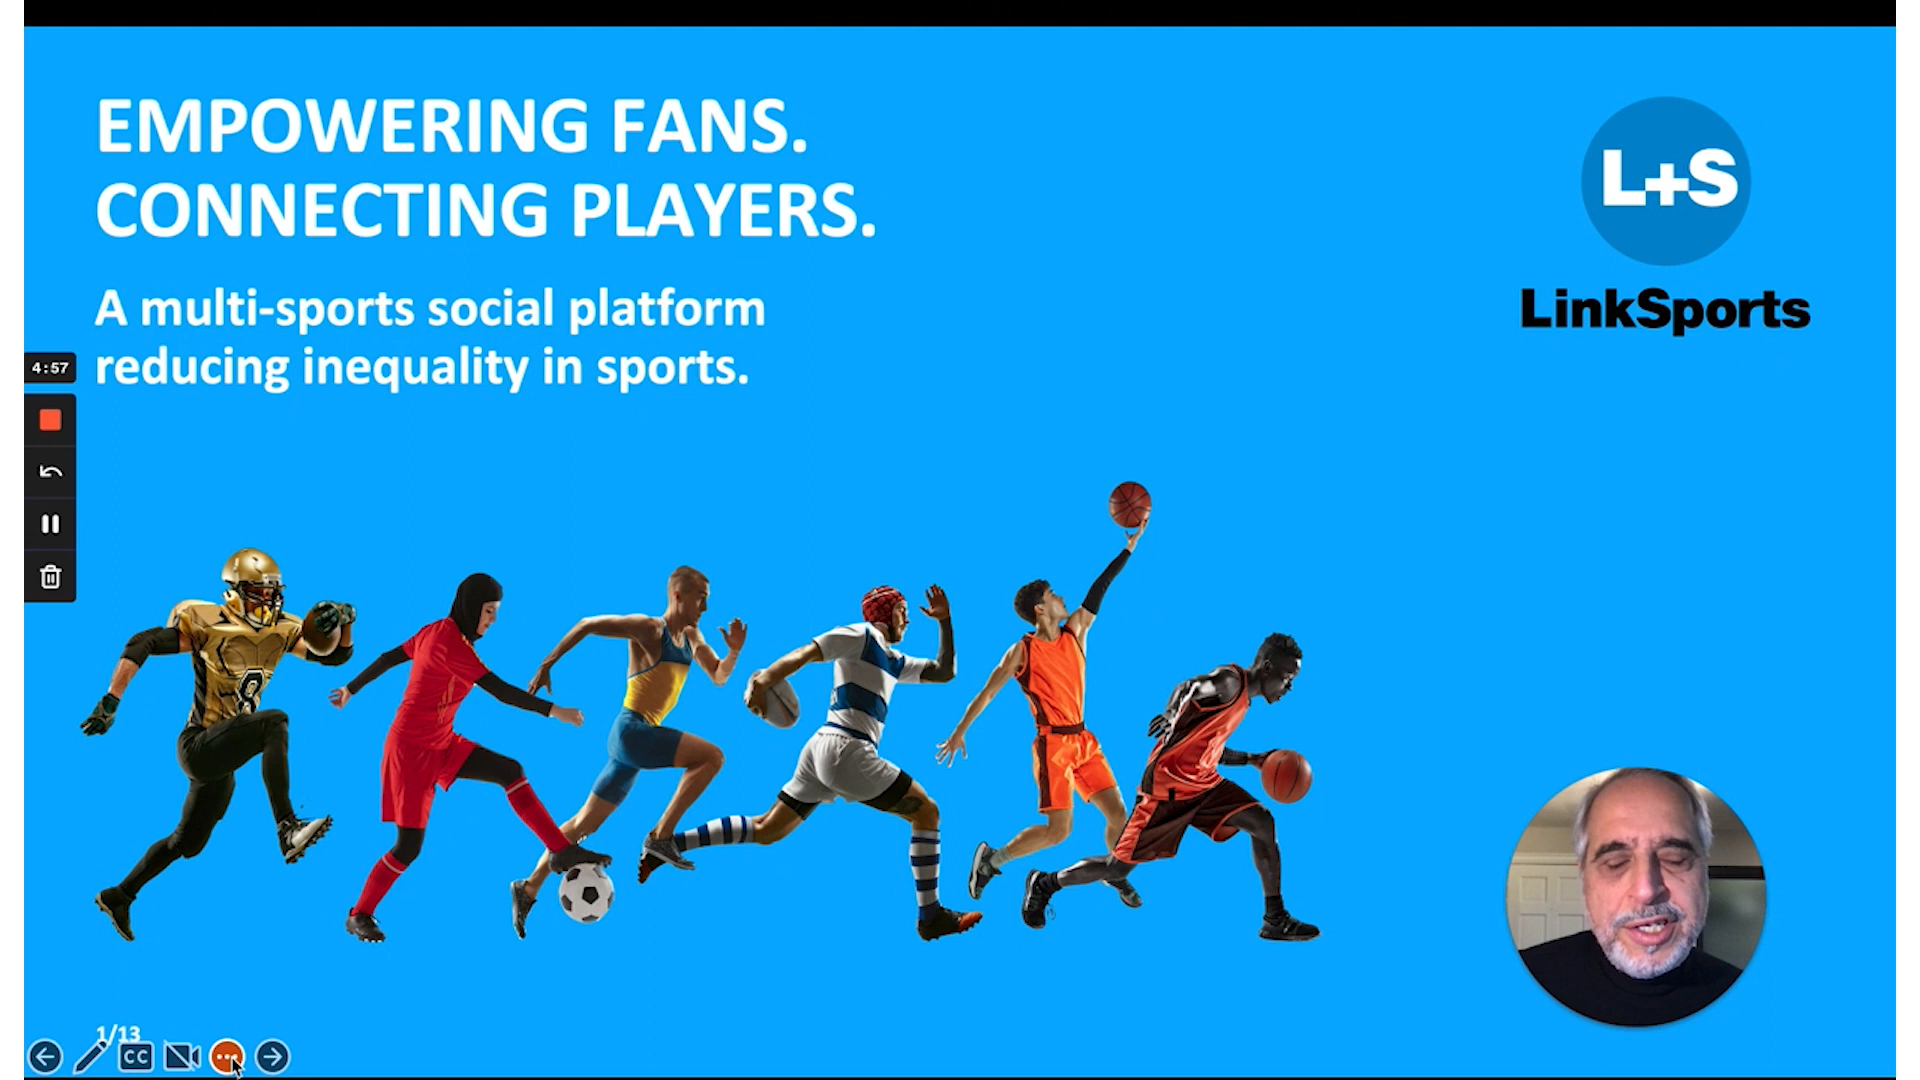 EMPOWERING FANS.
CONNECTING PLAYERS.
A multi-sports social platform
reducing inequality in sports.
L+S
LinkSports
4:57
8
1/13
CC